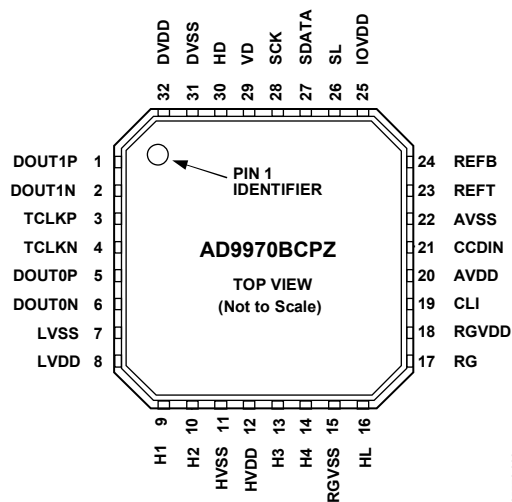 DVDD
DVSS
HD
VD
SCK
SDATA
SL
IOVDD
32
31
30
29
28
27
26
25
DOUT1P 1
DOUT1N 2
TCLKP 3
TCLKN 4
DOUT0P 5
DOUT0N 6
LVSS 7
LVDD 8
PIN 1
IDENTIFIER
AD9970BCPZ
TOP VIEW
(Not to Scale)
24 REFB
23 REFT
22 AVSS
21 CCDIN
20 AVDD
19 CLI
18 RGVDD
17 RG
9
10
11
12
13
14
15
16
H1
H2
HVSS
HVDD
H3
H4
RGVSS
HL